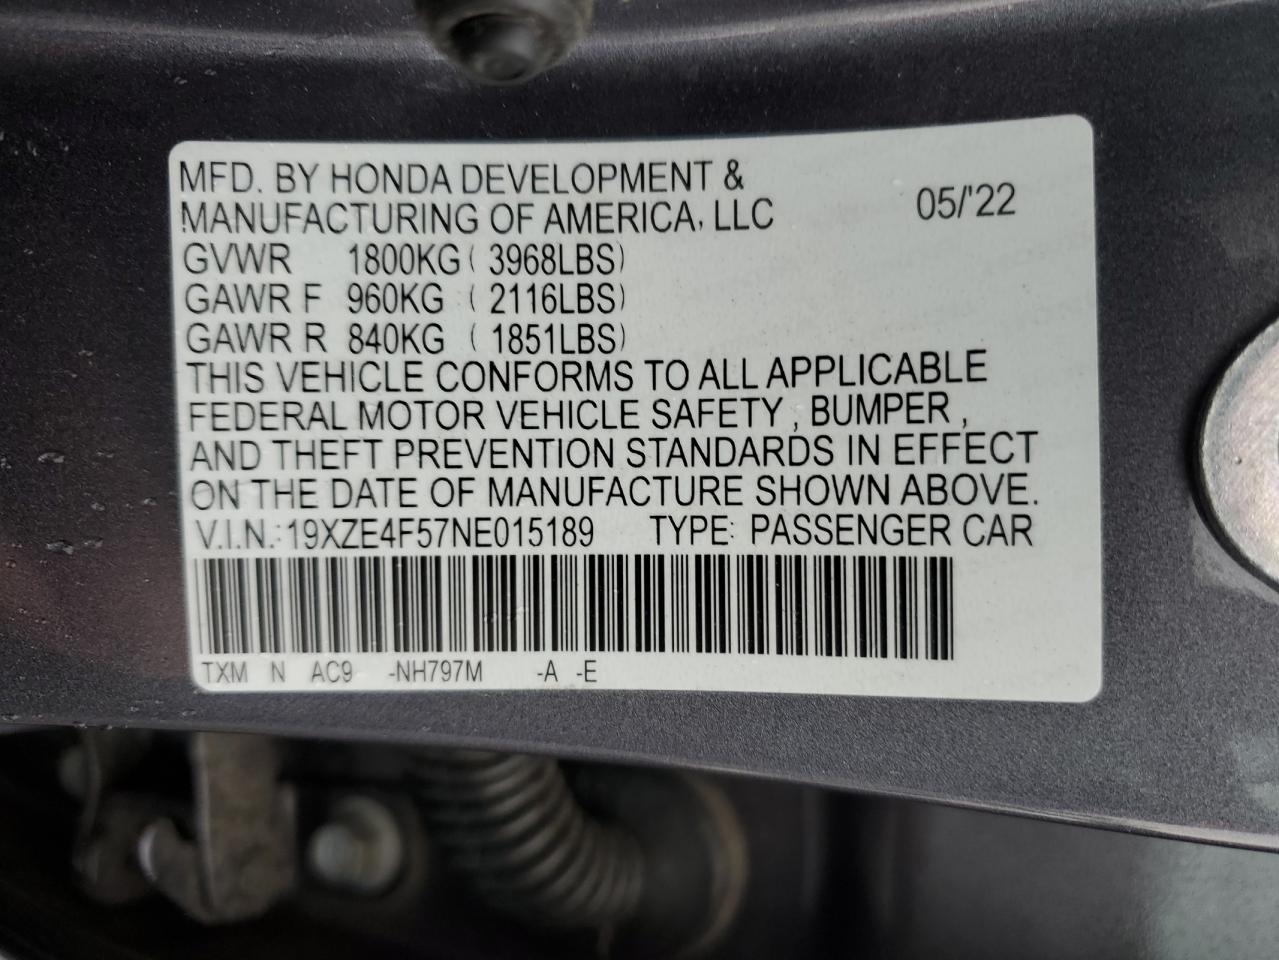 MFD. BY HONDA DEVELOPMENT &
MANUFACTURING OF AMERICA, LLC 05/'22
GVWR 1800KG ( 3968LBS)
GAWR F 960KG ( 2116LBS)
GAWR R 840KG ( 1851LBS)
THIS VEHICLE CONFORMS TO ALL APPLICABLE
FEDERAL MOTOR VEHICLE SAFETY , BUMPER ,
AND THEFT PREVENTION STANDARDS IN EFFECT
ON THE DATE OF MANUFACTURE SHOWN ABOVE.
V.I.N.: 19XZE4F57NE015189 TYPE: PASSENGER CAR
TXM N AC9 -NH797M -A -E